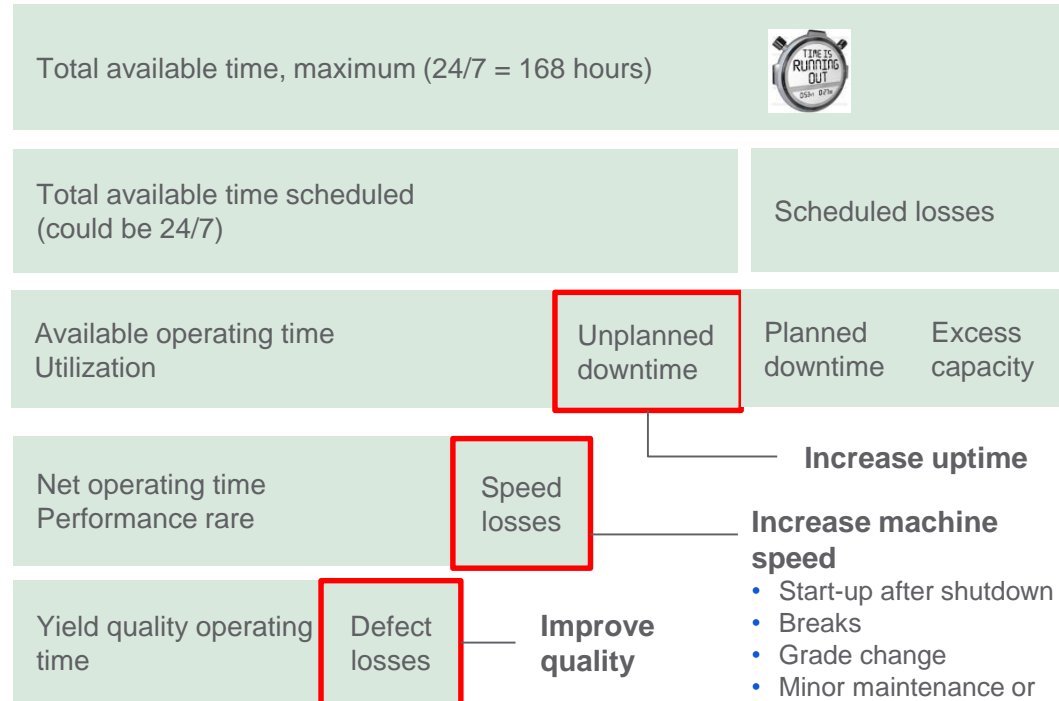 Total available time, maximum (24/7 = 168 hours)
TIME IS
RUNNING
OUT
Total available time scheduled
(could be 24/7)
Scheduled losses
Available operating time
Utilization
Unplanned
downtime
Planned
downtime
Excess
capacity
Increase uptime
Net operating time
Performance rare
Speed
losses
Increase machine
speed
• Start-up after shutdown
• Breaks
• Grade change
• Minor maintenance or
Yield quality operating
time
Defect
losses
Improve
quality